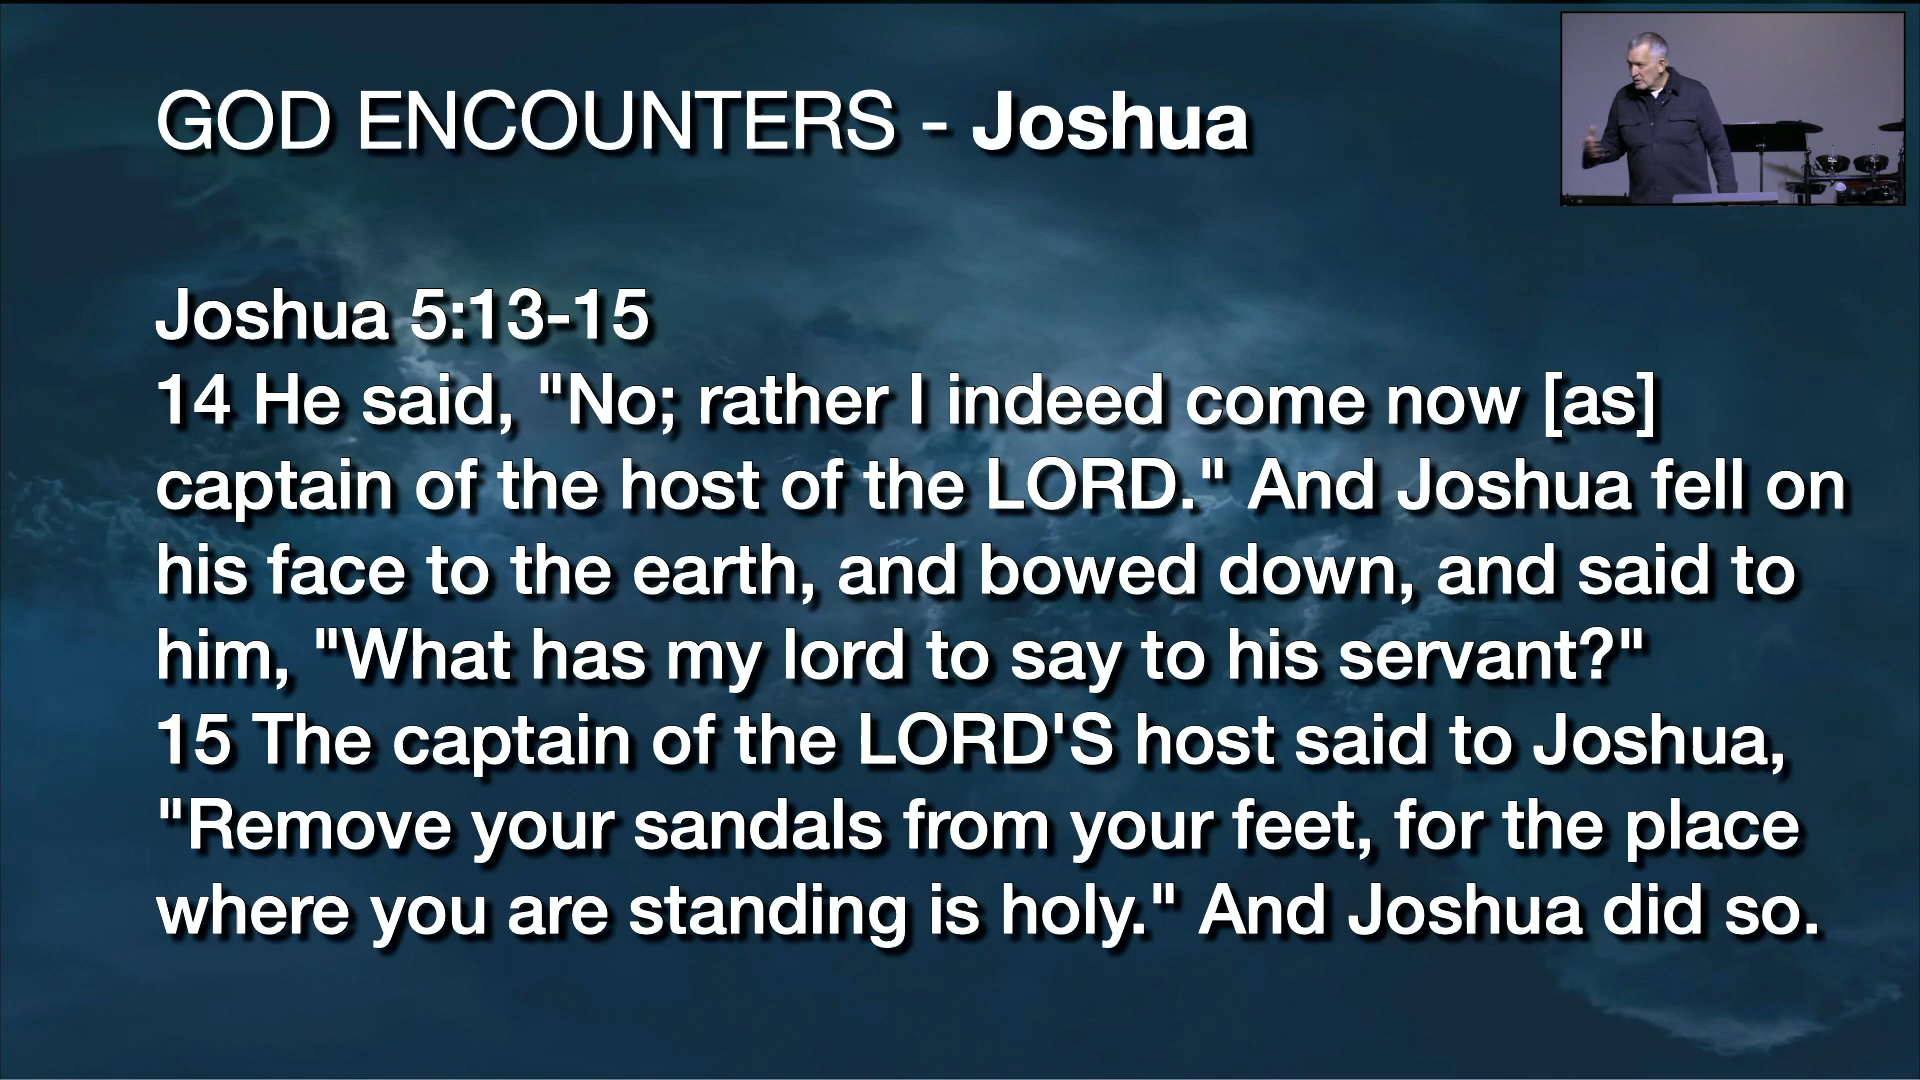 GOD ENCOUNTERS - Joshua
Joshua 5:13-15
14 He said, "No; rather I indeed come now [as]
captain of the host of the LORD." And Joshua fell on
his face to the earth, and bowed down, and said to
him, "What has my lord to say to his servant?"
15 The captain of the LORD'S host said to Joshua,
"Remove your sandals from your feet, for the place
where you are standing is holy." And Joshua did so.